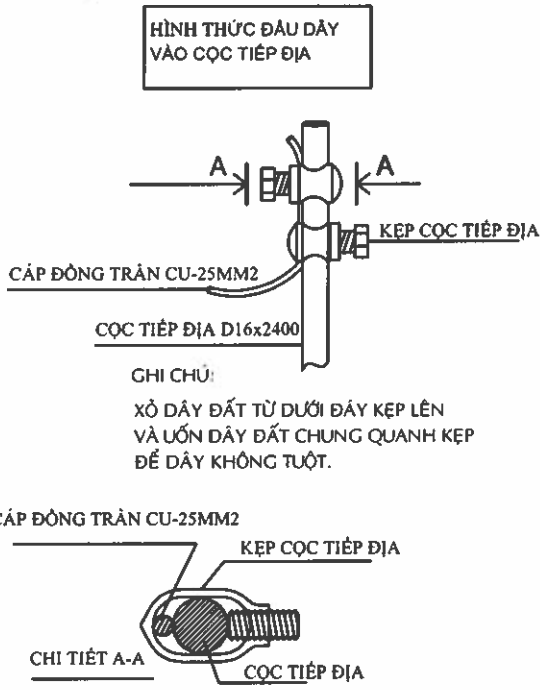 HÌNH THỨC ĐẤU DÂY
VÀO CỌC TIẾP ĐỊA
A
A
KẸP CỌC TIẾP ĐỊA
CÁP ĐỒNG TRẦN CU-25MM2
CỌC TIẾP ĐỊA D16x2400
GHI CHÚ:
XỎ DÂY ĐẤT TỪ DƯỚI ĐÁY KẸP LÊN
VÀ UỐN DÂY ĐẤT CHUNG QUANH KẸP
ĐỂ DÂY KHÔNG TUỘT.
CÁP ĐỒNG TRẦN CU-25MM2
KẸP CỌC TIẾP ĐỊA
CHI TIẾT A-A
CỌC TIẾP ĐỊA